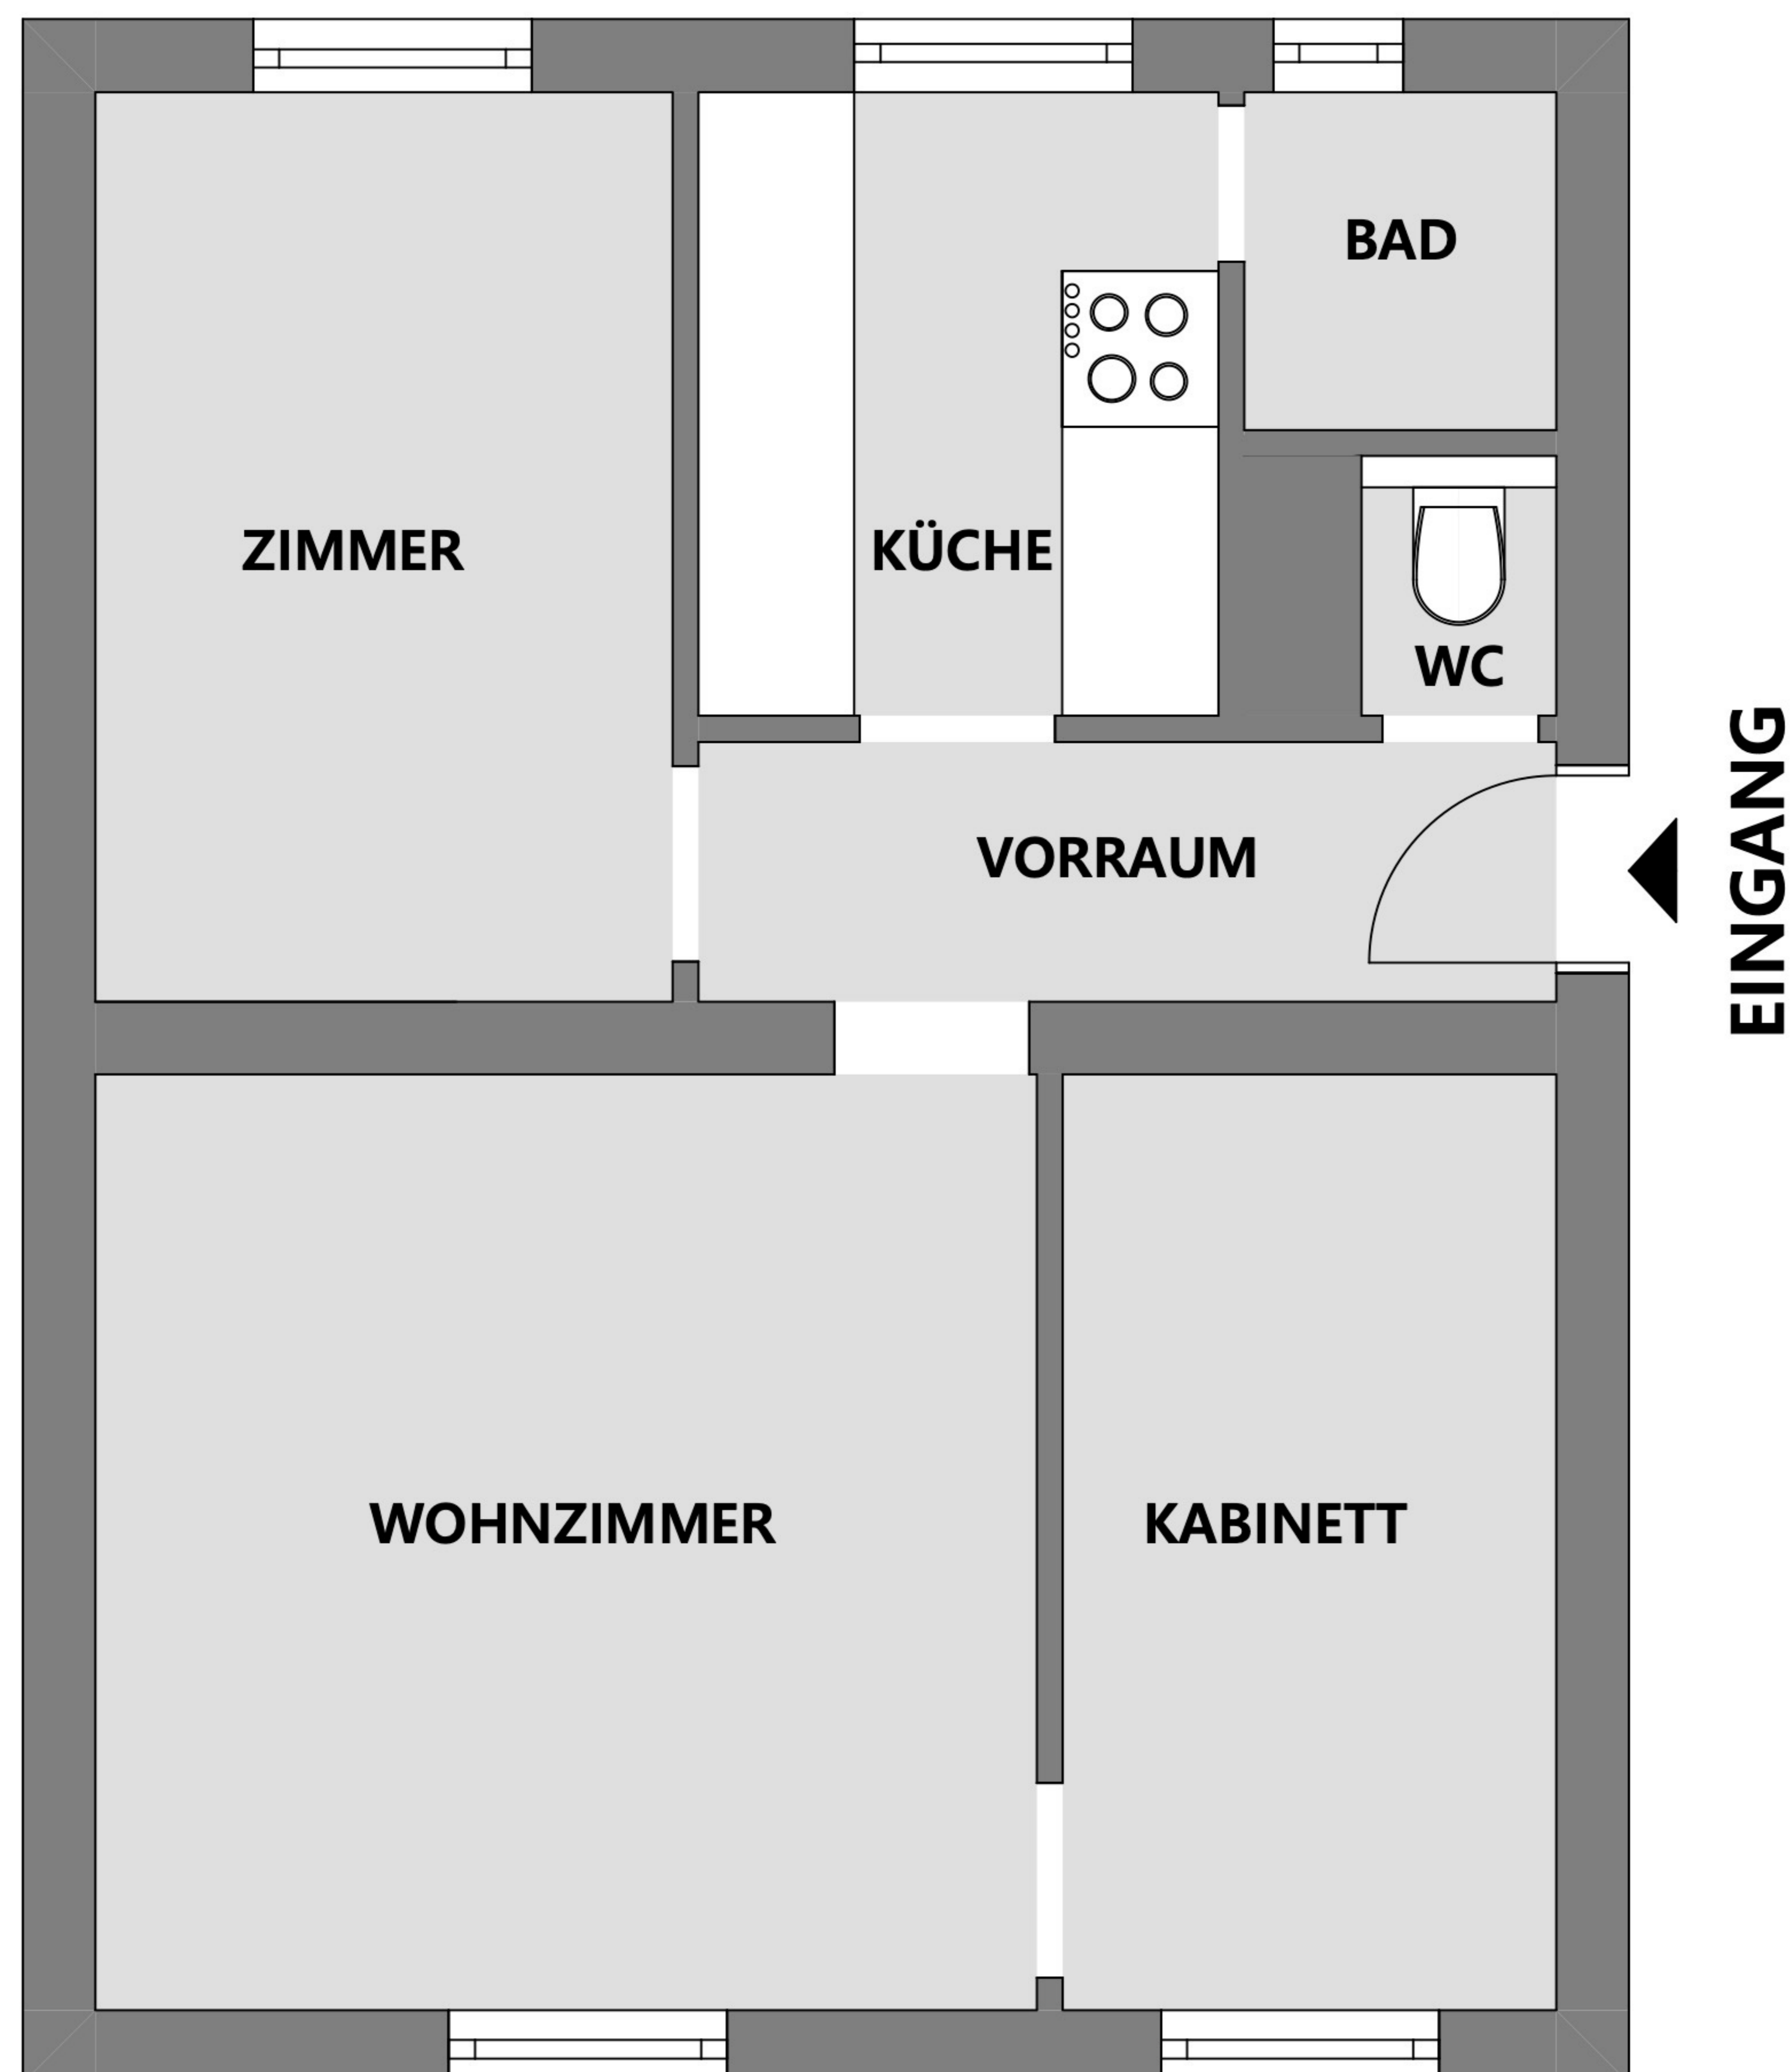 BAD
ZIMMER
KÜCHE
WC
VORRAUM
EINGANG
WOHNZIMMER
KABINETT